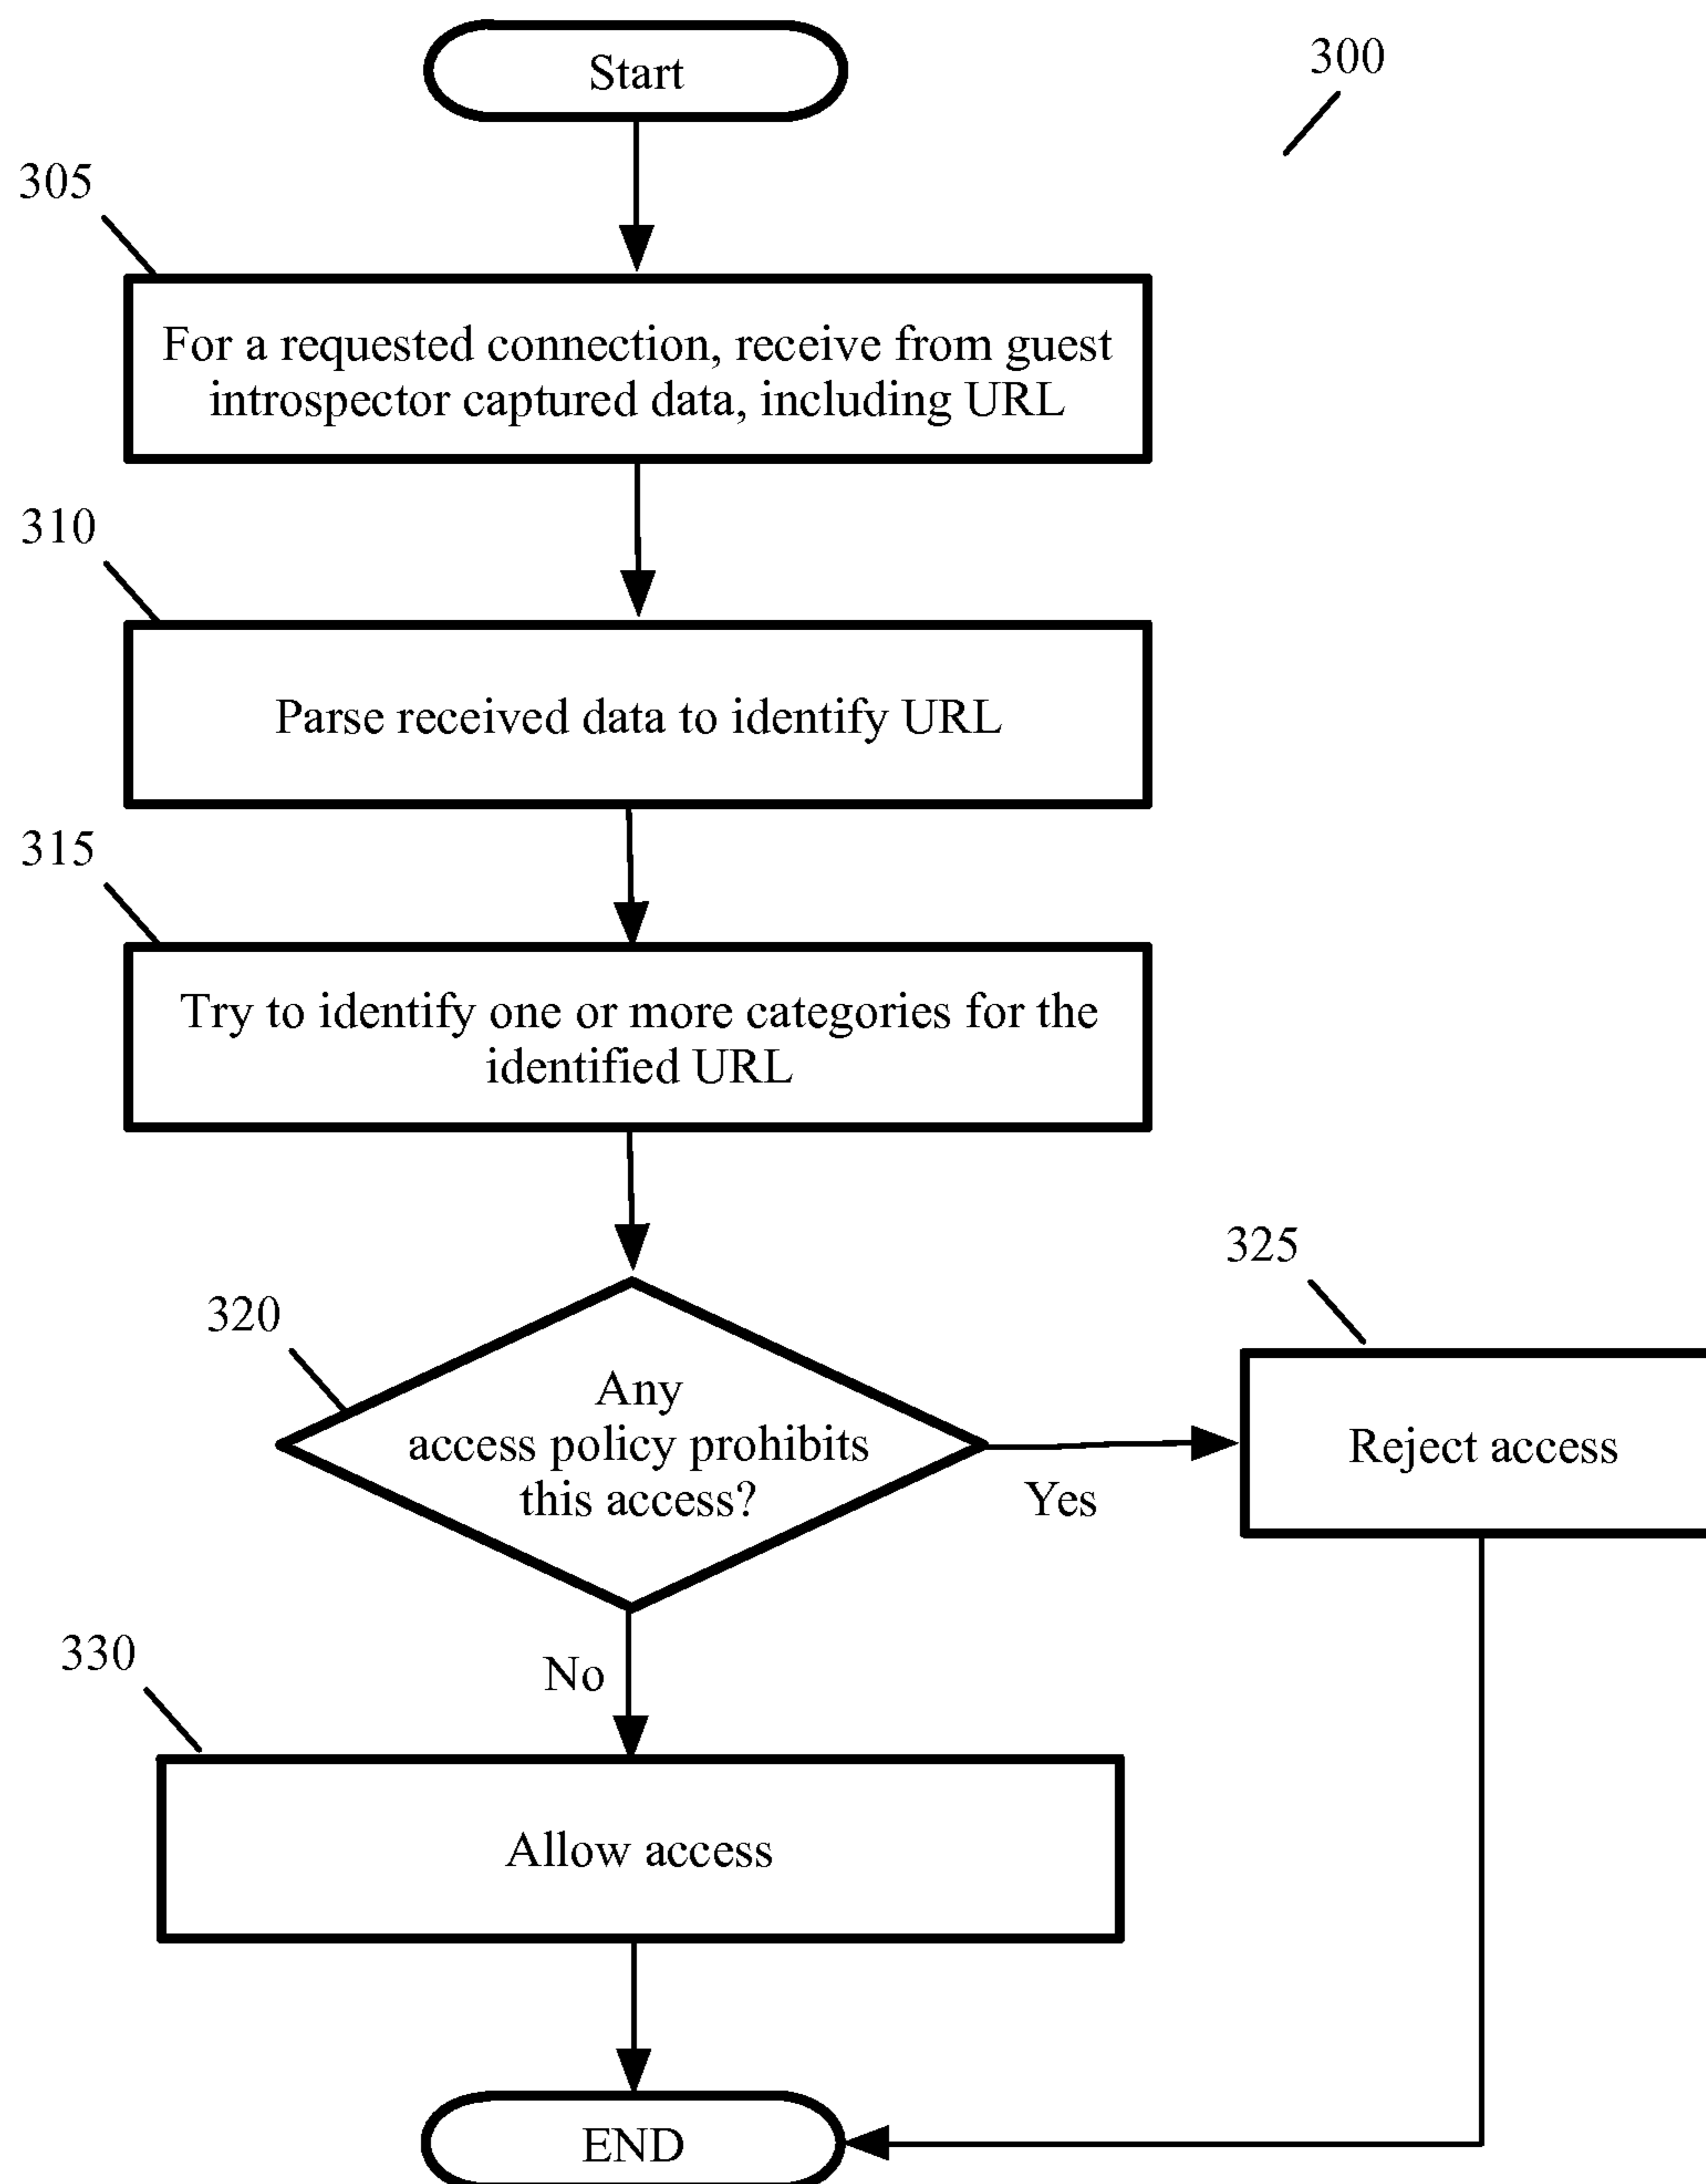 Start
300
305
For a requested connection, receive from guest
introspector captured data, including URL
310
Parse received data to identify URL
315
Try to identify one or more categories for the
identified URL
320
Any
access policy prohibits
this access?
Yes
325
Reject access
No
330
Allow access
END